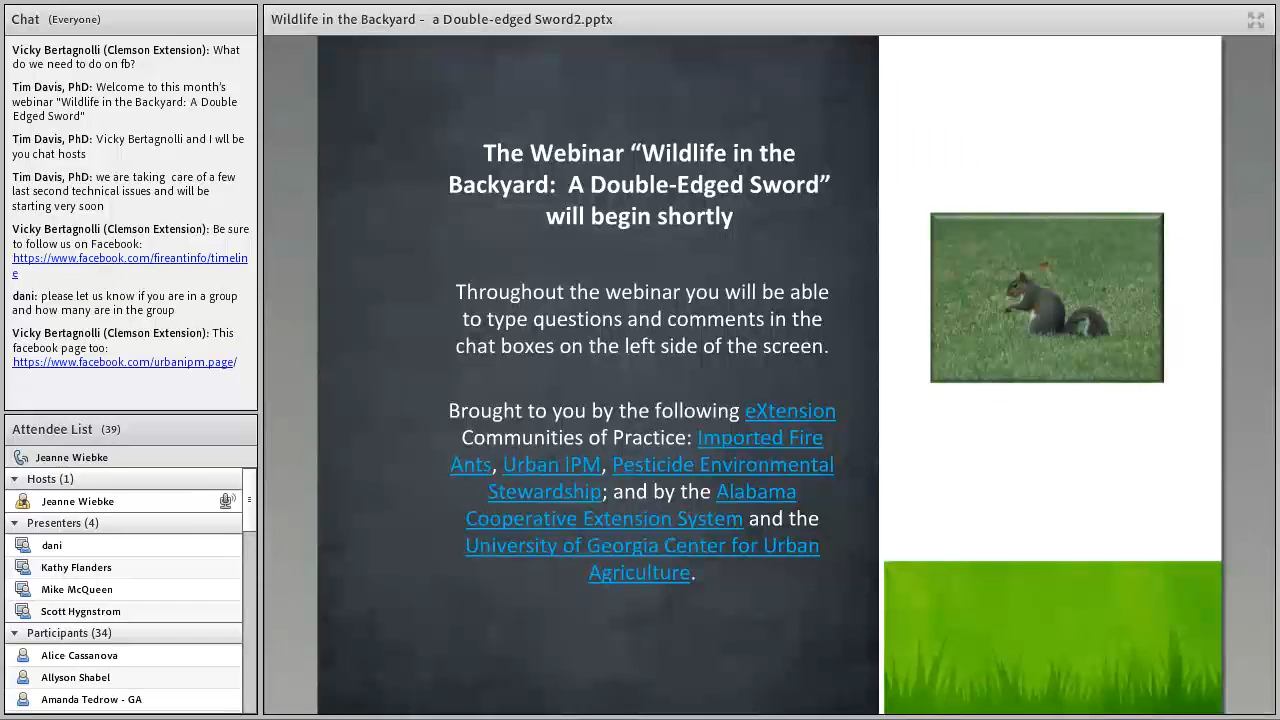 Chat (Everyone)
Vicky Bertagnolli (Clemson Extension): What
do we need to do on fb?
Tim Davis, PhD: Welcome to this month's
webinar "Wildlife in the Backyard: A Double
Edged Sword"
Tim Davis, PhD: Vicky Bertagnolli and I wll be
you chat hosts
Tim Davis, PhD: we are taking care of a few
last second technical issues and will be
starting very soon
Vicky Bertagnolli (Clemson Extension): Be sure
to follow us on Facebook:
https://www.facebook.com/fireantinfo/timelin
e
dani: please let us know if you are in a group
and how many are in the group
Vicky Bertagnolli (Clemson Extension): This
facebook page too:
https://www.facebook.com/urbanipm.page/
Attendee List (39)
Jeanne Wiebke
Hosts (1)
Jeanne Wiebke
Presenters (4)
dani
Kathy Flanders
Mike McQueen
Scott Hygnstrom
Participants (34)
Alice Cassanova
Allyson Shabel
Amanda Tedrow - GA
Wildlife in the Backyard - a Double-edged Sword2.pptx
The Webinar “Wildlife in the
Backyard: A Double-Edged Sword”
will begin shortly
Throughout the webinar you will be able
to type questions and comments in the
chat boxes on the left side of the screen.
Brought to you by the following eXtension
Communities of Practice: Imported Fire
Ants, Urban IPM, Pesticide Environmental
Stewardship; and by the Alabama
Cooperative Extension System and the
University of Georgia Center for Urban
Agriculture.